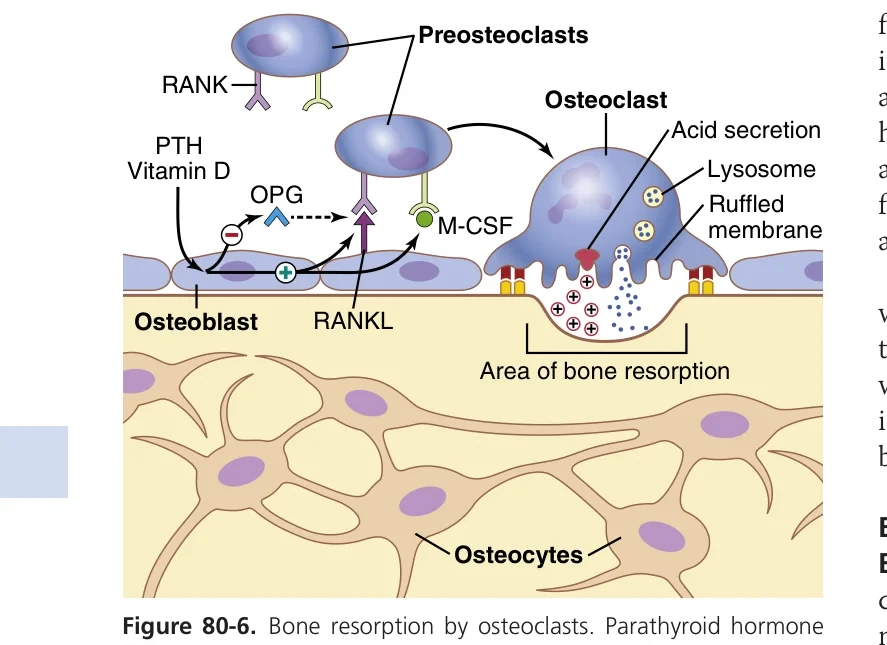 Preosteoclasts
RANK
Osteoclast
Acid secretion
PTH
Vitamin D
Lysosome
OPG
Ruffled
membrane
M-CSF
−
+
Osteoblast
RANKL
+
+
+
+
+
Area of bone resorption
Osteocytes
Figure 80-6. Bone resorption by osteoclasts. Parathyroid hormone